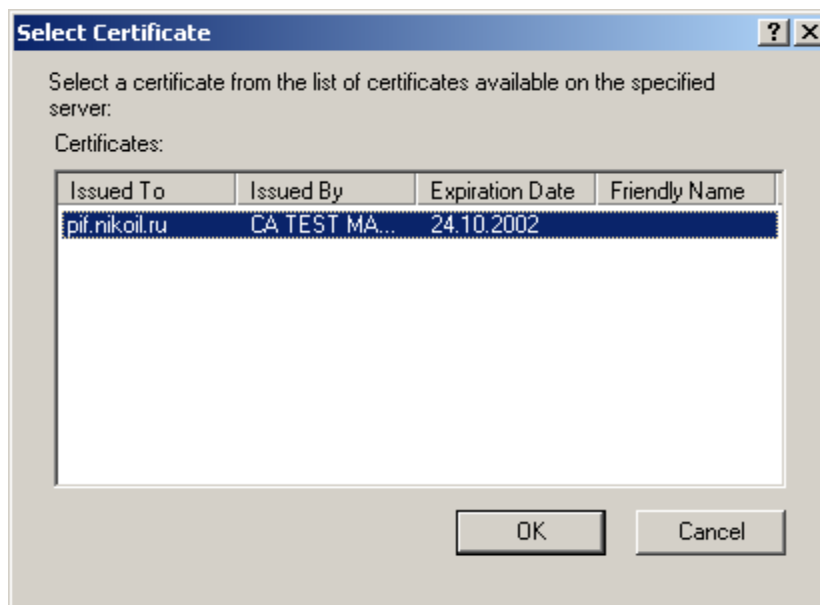 Select Certificate
Select a certificate from the list of certificates available on the specified
server:
Certificates:
Issued To Issued By Expiration Date Friendly Name
pif.nikoil.ru CA TEST MA... 24.10.2002
OK Cancel